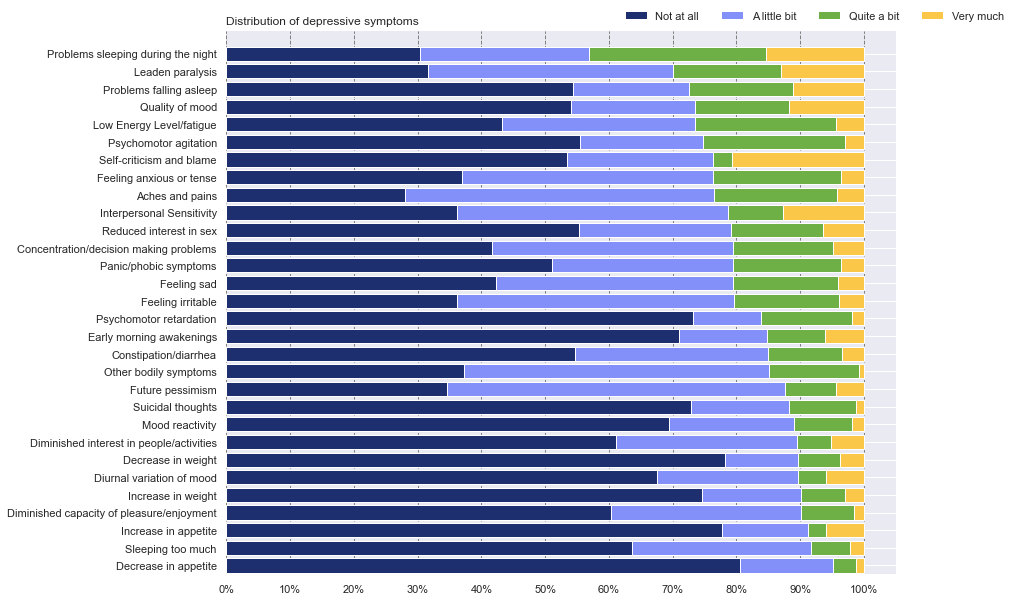 Distribution of depressive symptoms
Not at all
A little bit
Quite a bit
Very much
Problems sleeping during the night
Leaden paralysis
Problems falling asleep
Quality of mood
Low Energy Level/fatigue
Psychomotor agitation
Self-criticism and blame
Feeling anxious or tense
Aches and pains
Interpersonal Sensitivity
Reduced interest in sex
Concentration/decision making problems
Panic/phobic symptoms
Feeling sad
Feeling irritable
Psychomotor retardation
Early morning awakenings
Constipation/diarrhea
Other bodily symptoms
Future pessimism
Suicidal thoughts
Mood reactivity
Diminished interest in people/activities
Decrease in weight
Diurnal variation of mood
Increase in weight
Diminished capacity of pleasure/enjoyment
Increase in appetite
Sleeping too much
Decrease in appetite
0% 10% 20% 30% 40% 50% 60% 70% 80% 90% 100%